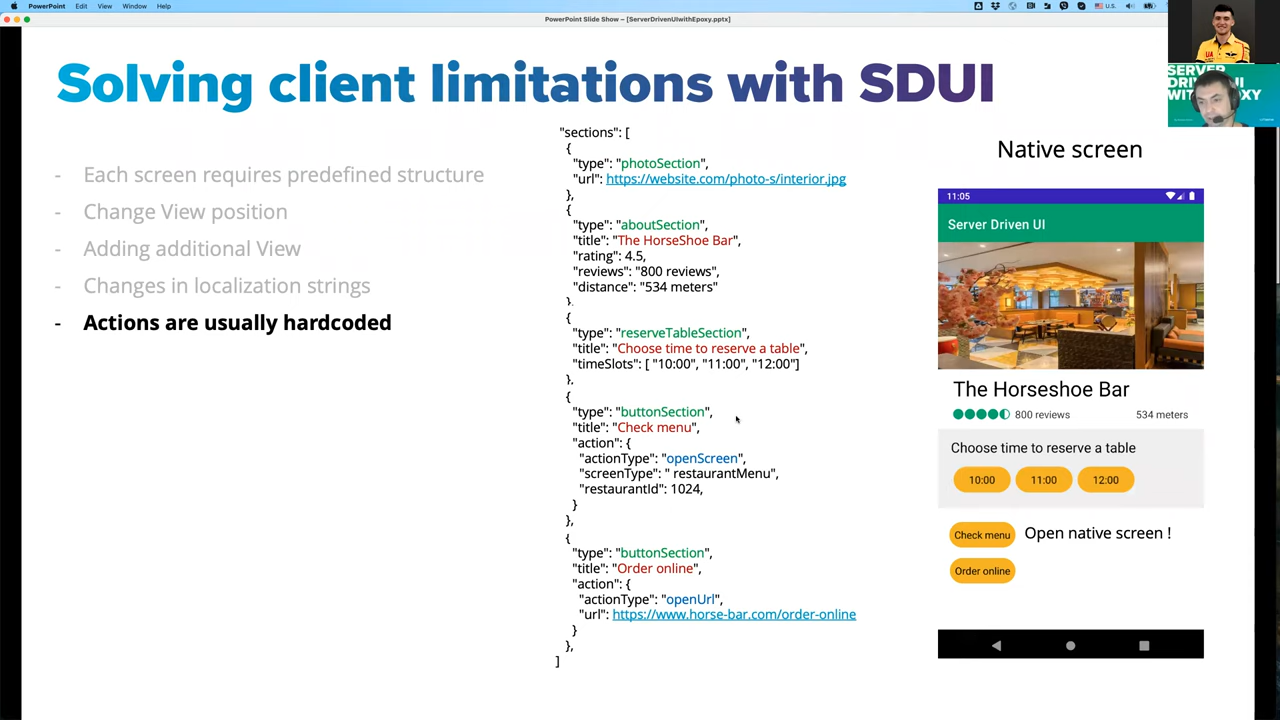 PowerPoint Edit View Window Help
U.S.
PowerPoint Slide Show – [ServerDrivenUIwithEpoxy.pptx]
Solving client limitations with SDUI
- Each screen requires predefined structure
- Change View position
- Adding additional View
- Changes in localization strings
- Actions are usually hardcoded
"sections": [
{
"type": "photoSection",
"url": https://website.com/photo-s/interior.jpg
},
{
"type": "aboutSection",
"title": "The HorseShoe Bar",
"rating": 4.5,
"reviews": "800 reviews",
"distance": "534 meters"
},
{
"type": "reserveTableSection",
"title": "Choose time to reserve a table",
"timeSlots": [ "10:00", "11:00", "12:00"]
},
{
"type": "buttonSection",
"title": "Check menu",
"action": {
"actionType": "openScreen",
"screenType": " restaurantMenu",
"restaurantId": 1024,
}
},
{
"type": "buttonSection",
"title": "Order online",
"action": {
"actionType": "openUrl",
"url": https://www.horse-bar.com/order-online
}
},
]
Native screen
11:05
Server Driven UI
The Horseshoe Bar
800 reviews 534 meters
Choose time to reserve a table
10:00 11:00 12:00
Check menu Open native screen !
Order online
UA
SERVER
DRIVEN UI
WITH EPOXY